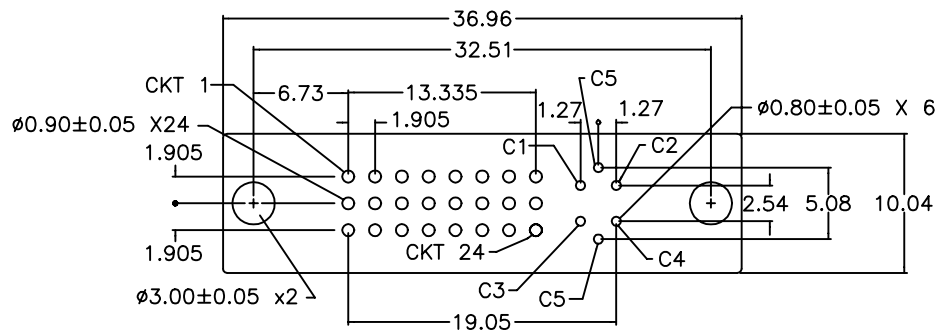 36.96
32.51
CKT 1
6.73
13.335
C5
1.27
1.27
ø0.80±0.05 X 6
ø0.90±0.05 X24
1.905
C1
C2
1.905
2.54
5.08
10.04
1.905
CKT 24
C4
C3
C5
ø3.00±0.05 x2
19.05